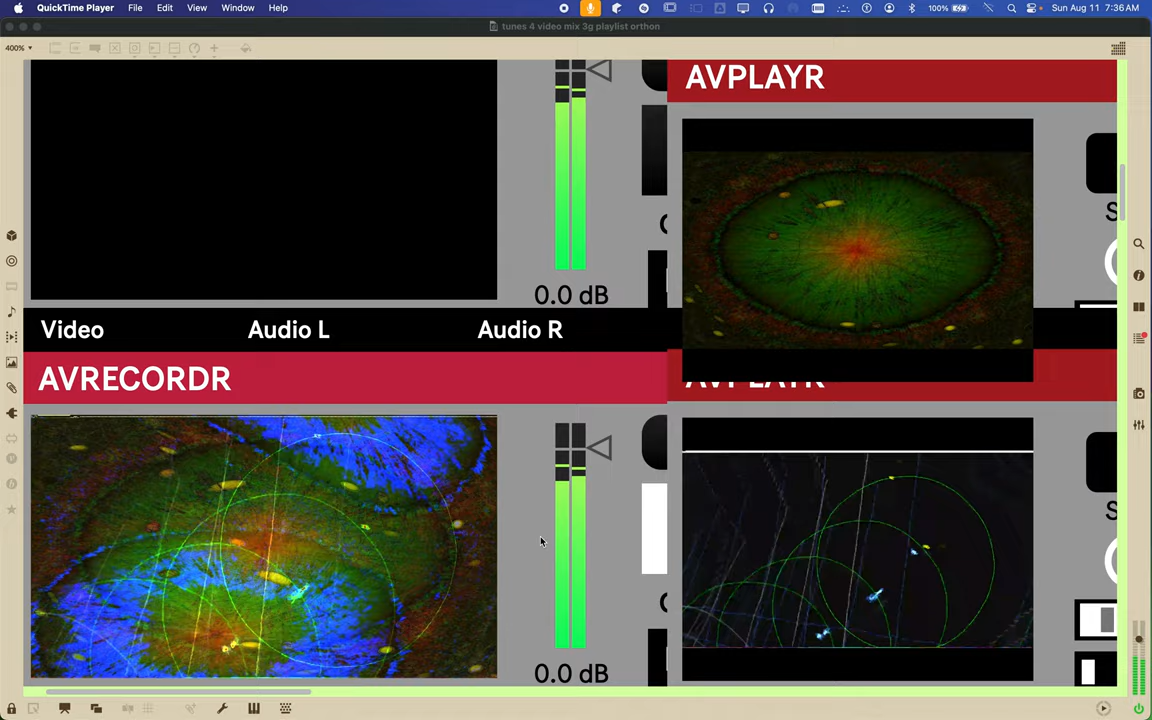 QuickTime Player File Edit View Window Help 100% Sun Aug 11 7:36 AM
tunes 4 video mix 3g playlist orthon
400%
AVPLAYR
S
0.0 dB
Video Audio L Audio R
AVRECORDR
AVPLAYR
S
0.0 dB